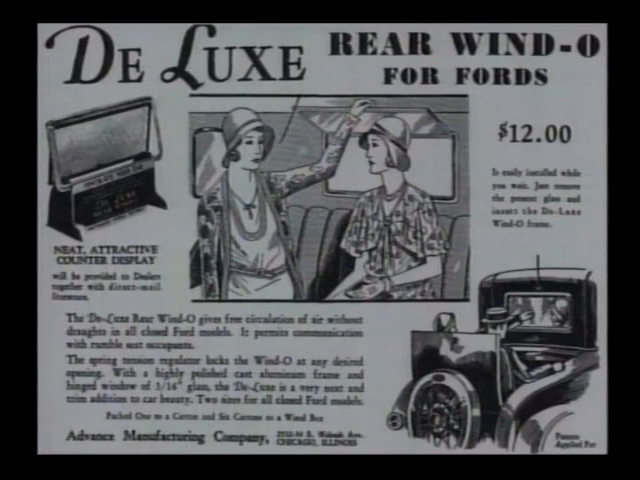 DE LUXE
REAR WIND-O
FOR FORDS
$12.00
It is easily installed while
you wait. Just remove
the present glass and
insert the De-Luxe
Wind-O frame.
DE LUXE
NEAT, ATTRACTIVE
COUNTER DISPLAY
will be provided to Dealers
together with direct-mail
literature.
The De-Luxe Rear Wind-O gives free circulation of air without
draughts in all closed Ford models. It permits communication
with rumble seat occupants.
The spring tension regulator locks the Wind-O at any desired
opening. With a highly polished cast aluminum frame and
hinged window of 3/16" glass, the De-Luxe is a very neat and
trim addition to car beauty. Two sizes for all closed Ford models.
Packed One to a Carton and Six Cartons to a Wood Box
Advance Manufacturing Company,
CHICAGO, ILLINOIS
Patents
Applied For